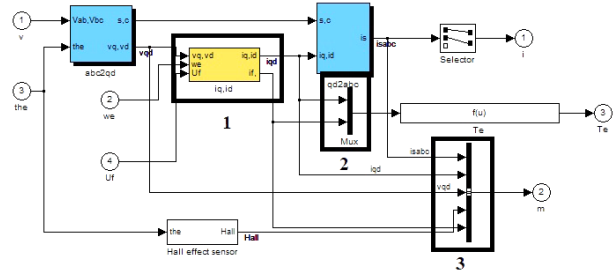 1
v
Vab,Vbc
s,c
the
vq,vd
vqd
abc2qd
3
the
2
we
4
Uf
vq,vd
iq,id
we
Uf
if,
iq,id
iqd
1
s,c
is
iq,id
isabc
qd2abc
Mux
2
Selector
1
i
f(u)
Te
3
Te
isabc
iqd
vqd
2
m
3
the
Hall
Hall
Hall effect sensor